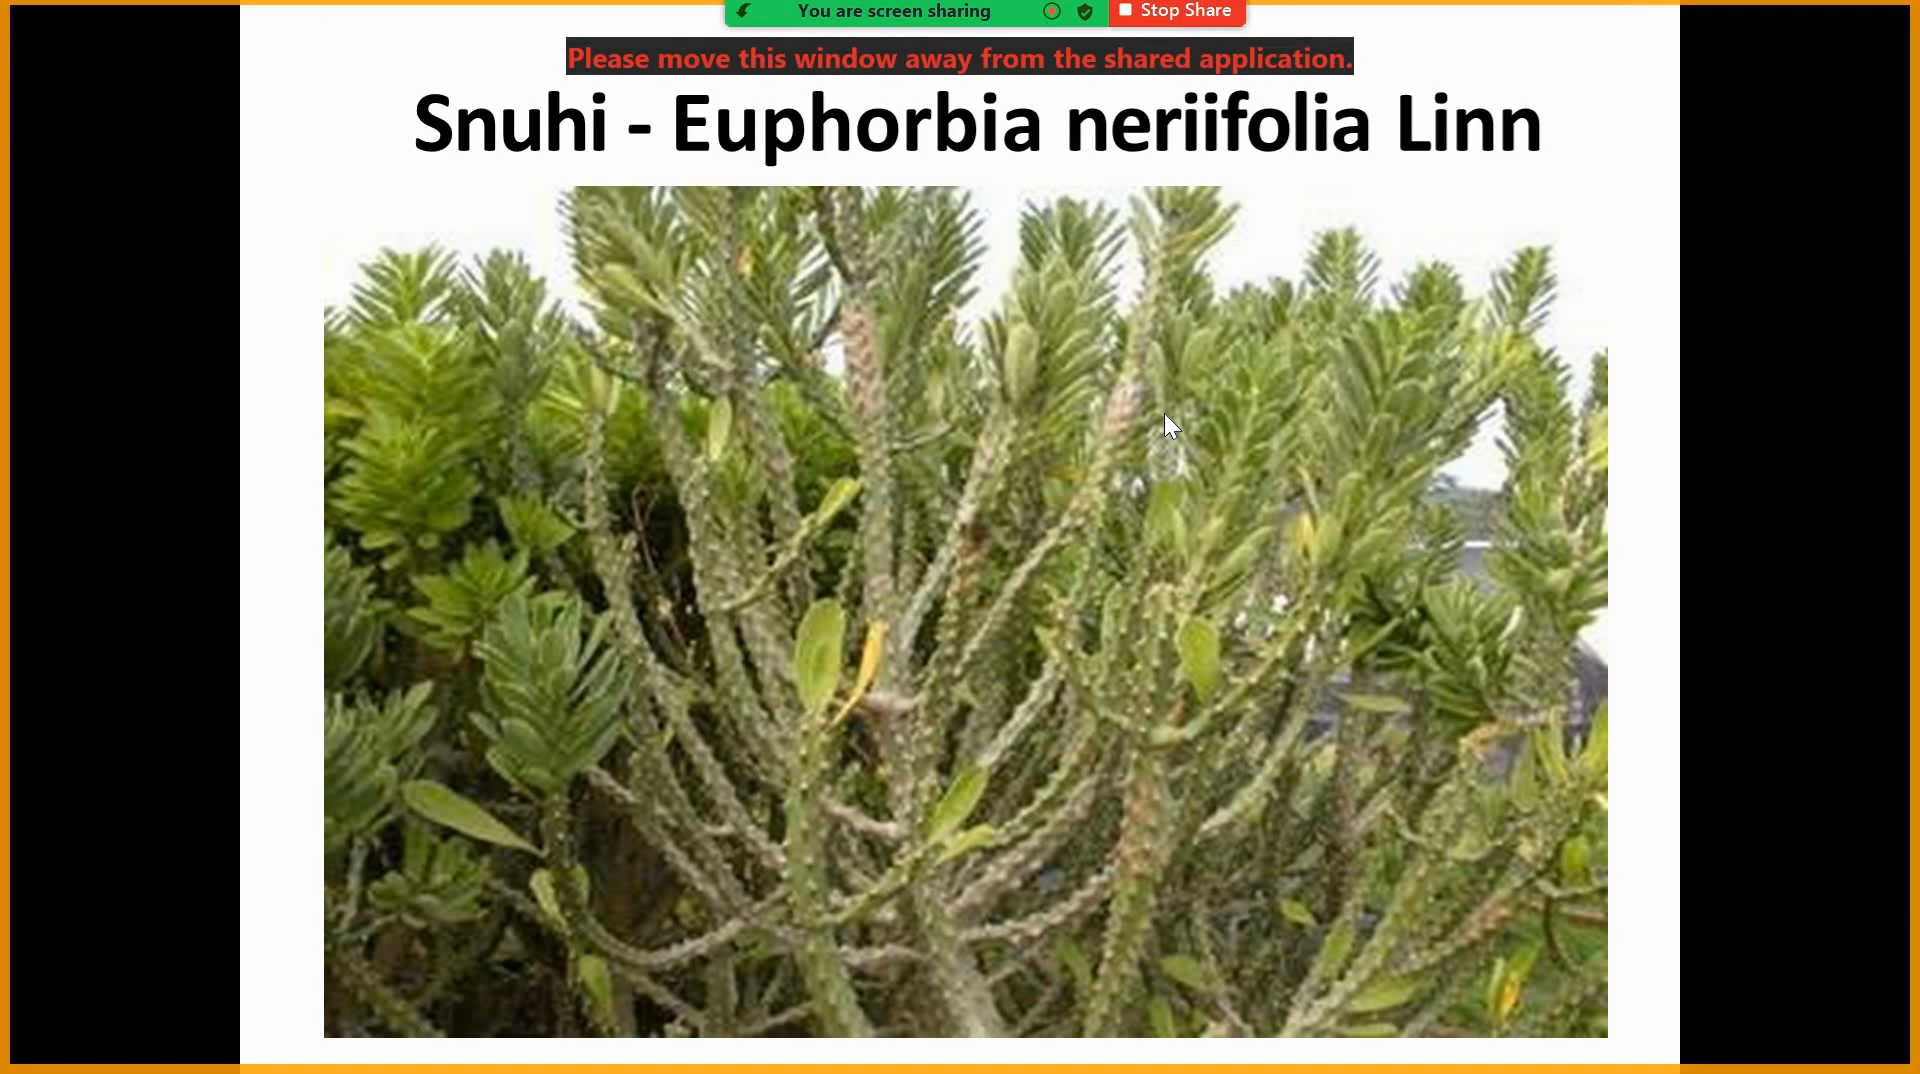 You are screen sharing
Stop Share
Please move this window away from the shared application.
Snuhi - Euphorbia neriifolia Linn